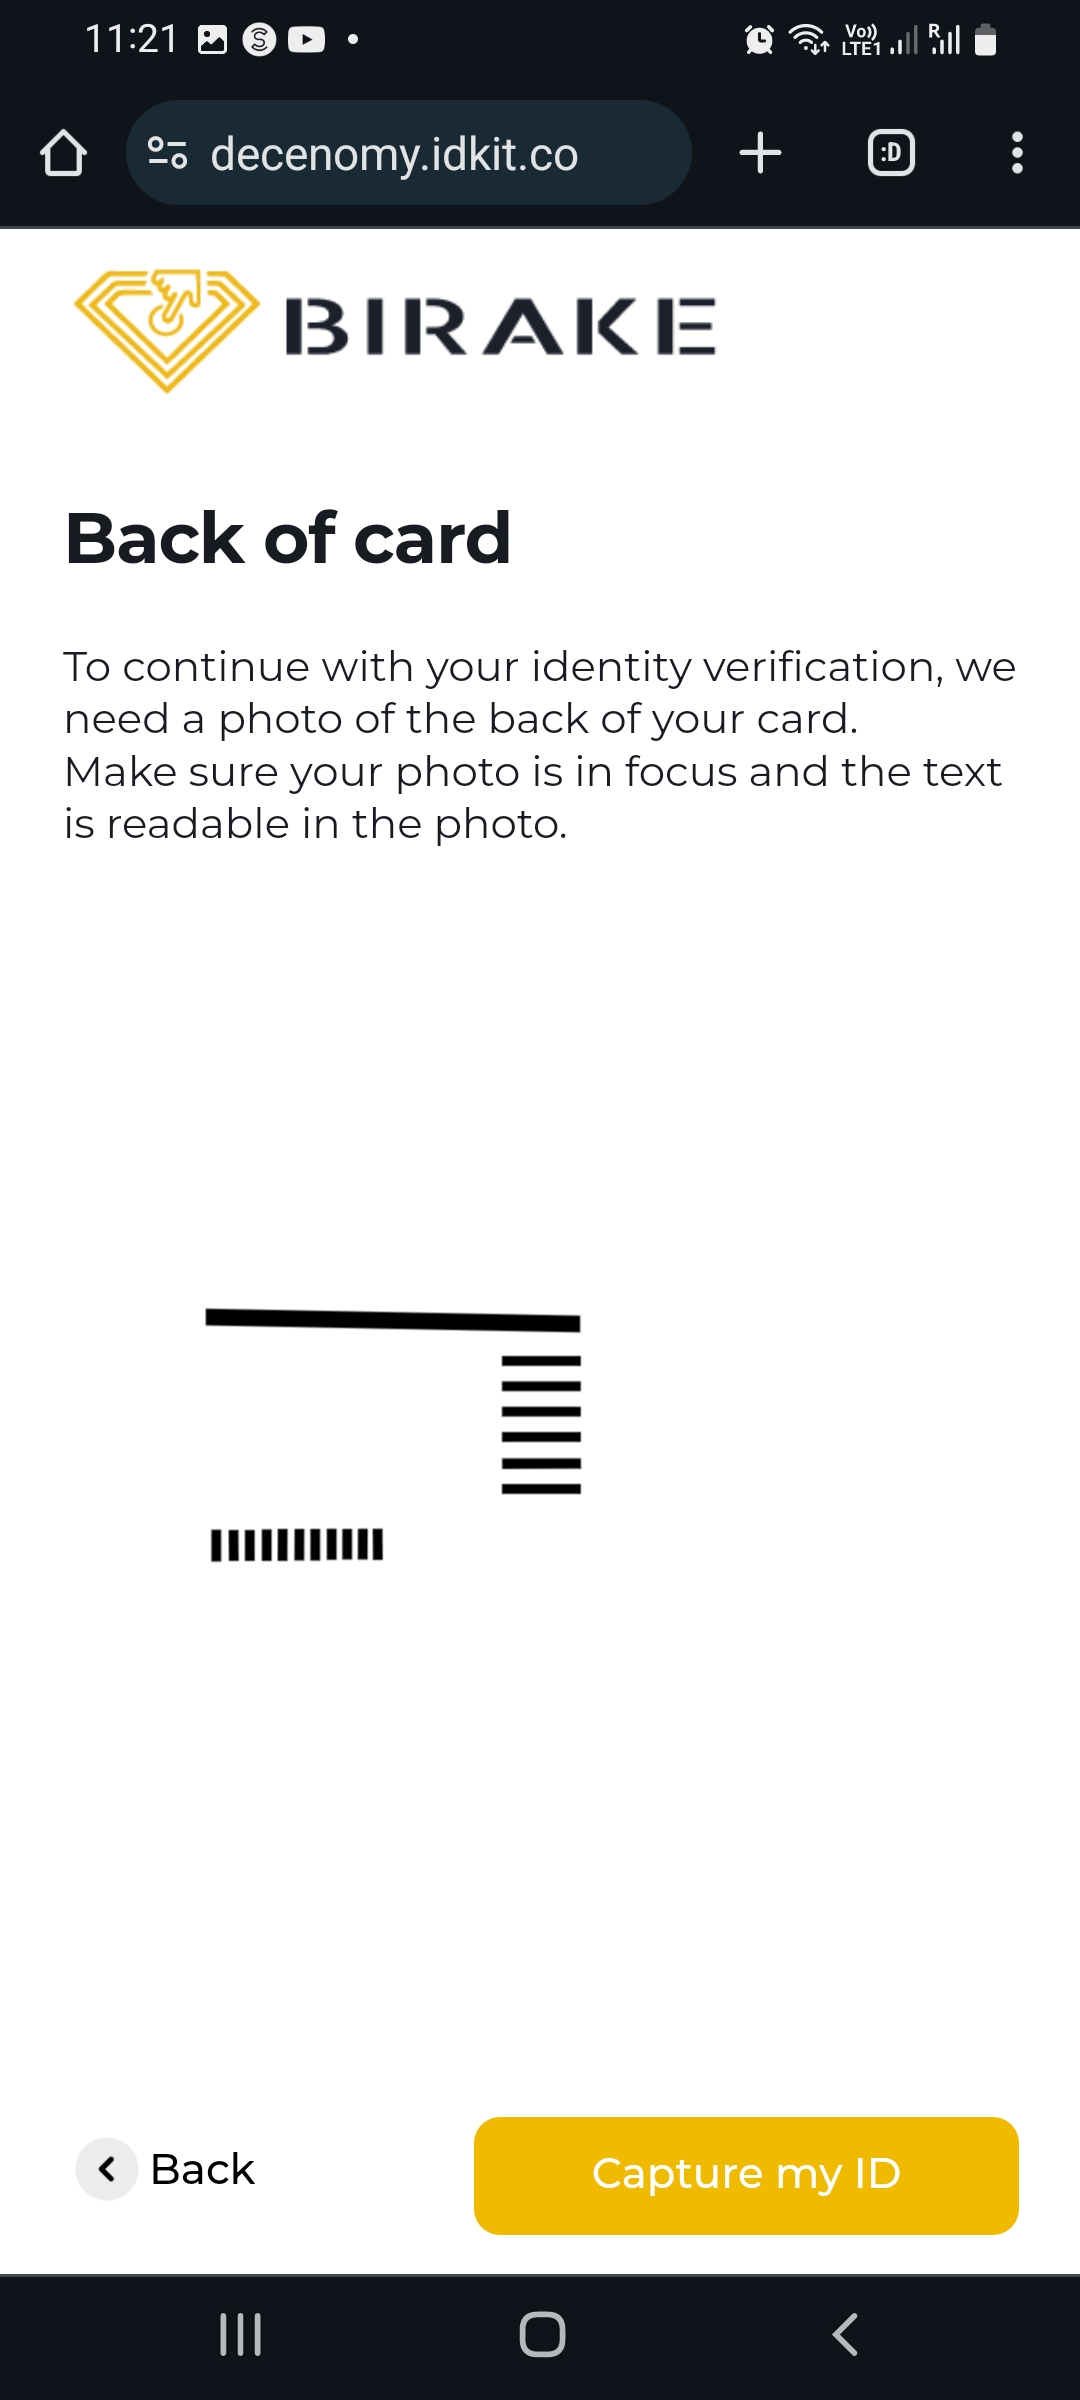 11:21
Vo))
LTE1
R
decenomy.idkit.co
:D
BIRAKE
Back of card
To continue with your identity verification, we
need a photo of the back of your card.
Make sure your photo is in focus and the text
is readable in the photo.
Back
Capture my ID